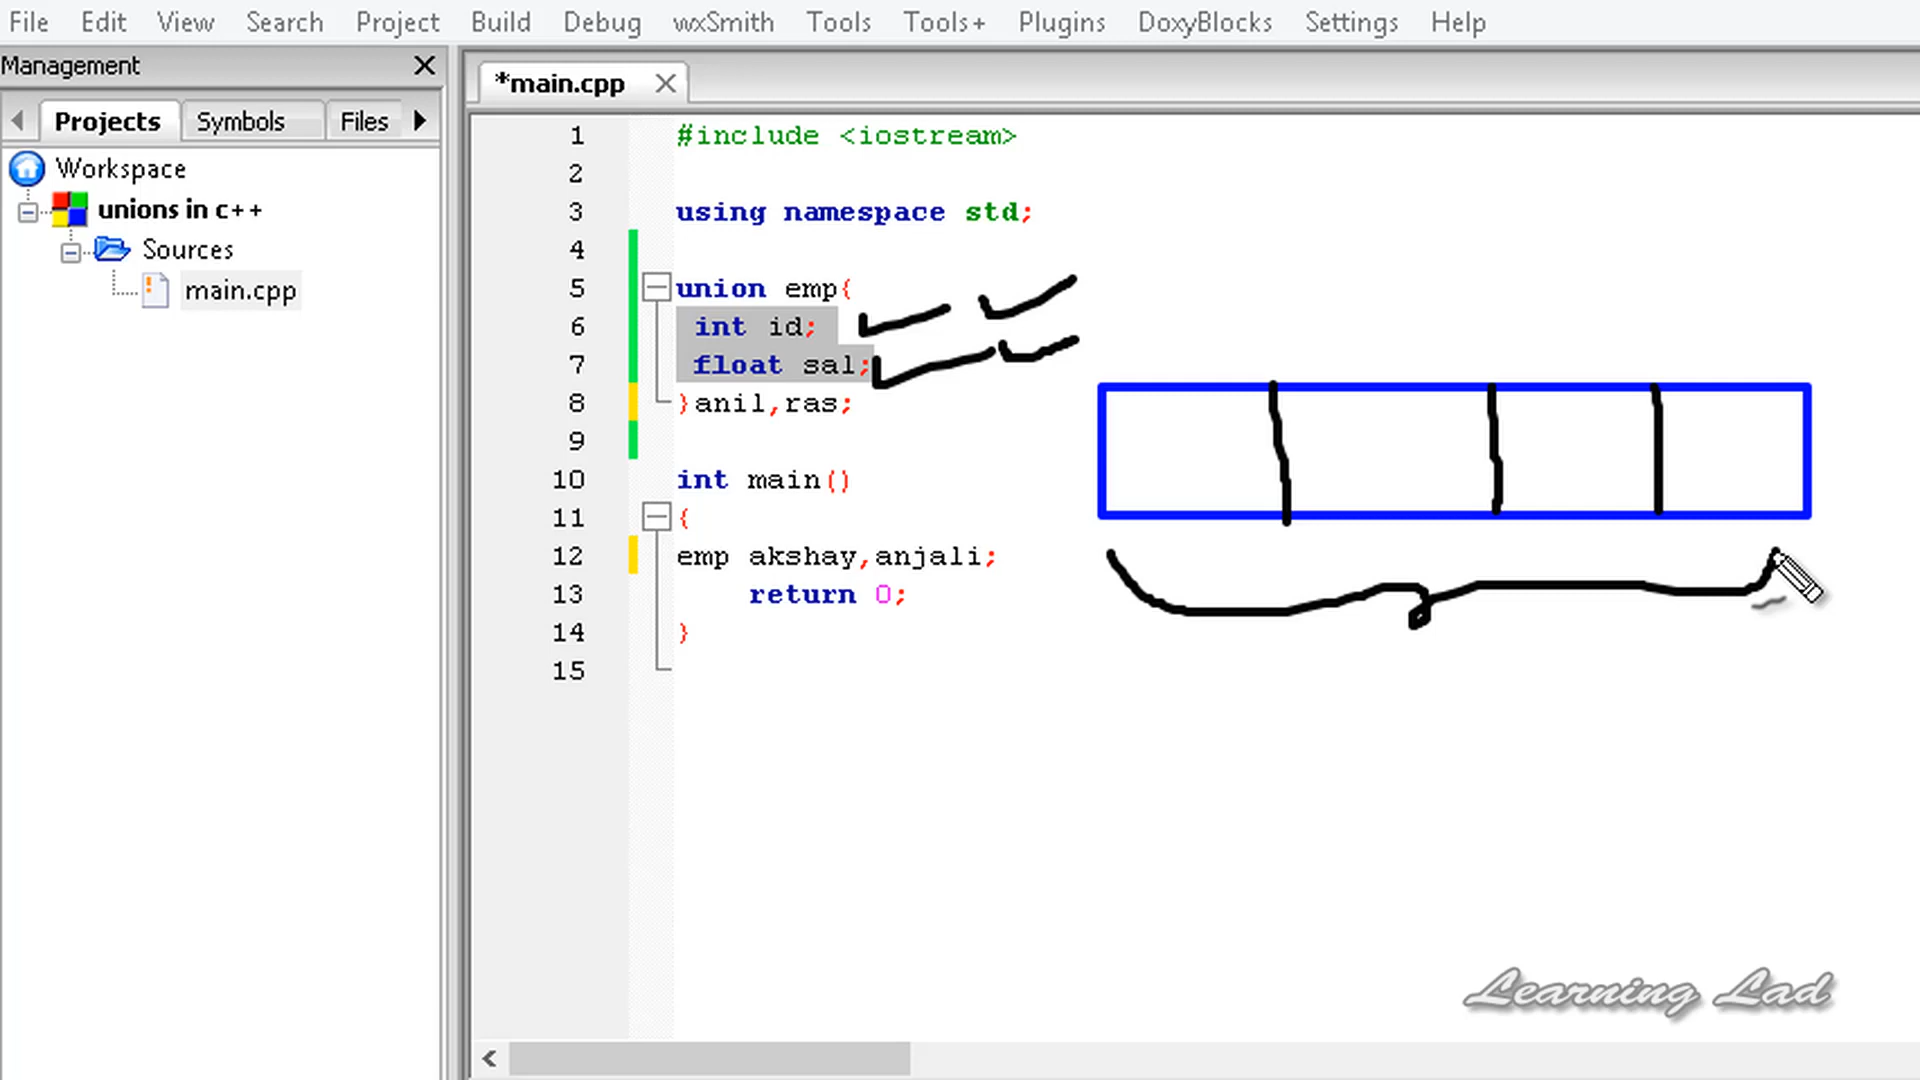 File Edit View Search Project Build Debug wxSmith Tools Tools+ Plugins DoxyBlocks Settings Help
Management
*main.cpp
Projects Symbols Files
Workspace
unions in c++
Sources
main.cpp
1 #include <iostream>
2
3 using namespace std;
4
5 union emp{
6 int id;
7 float sal;
8 }anil,ras;
9
10 int main()
11 {
12 emp akshay,anjali;
13 return 0;
14 }
15
Learning Lad